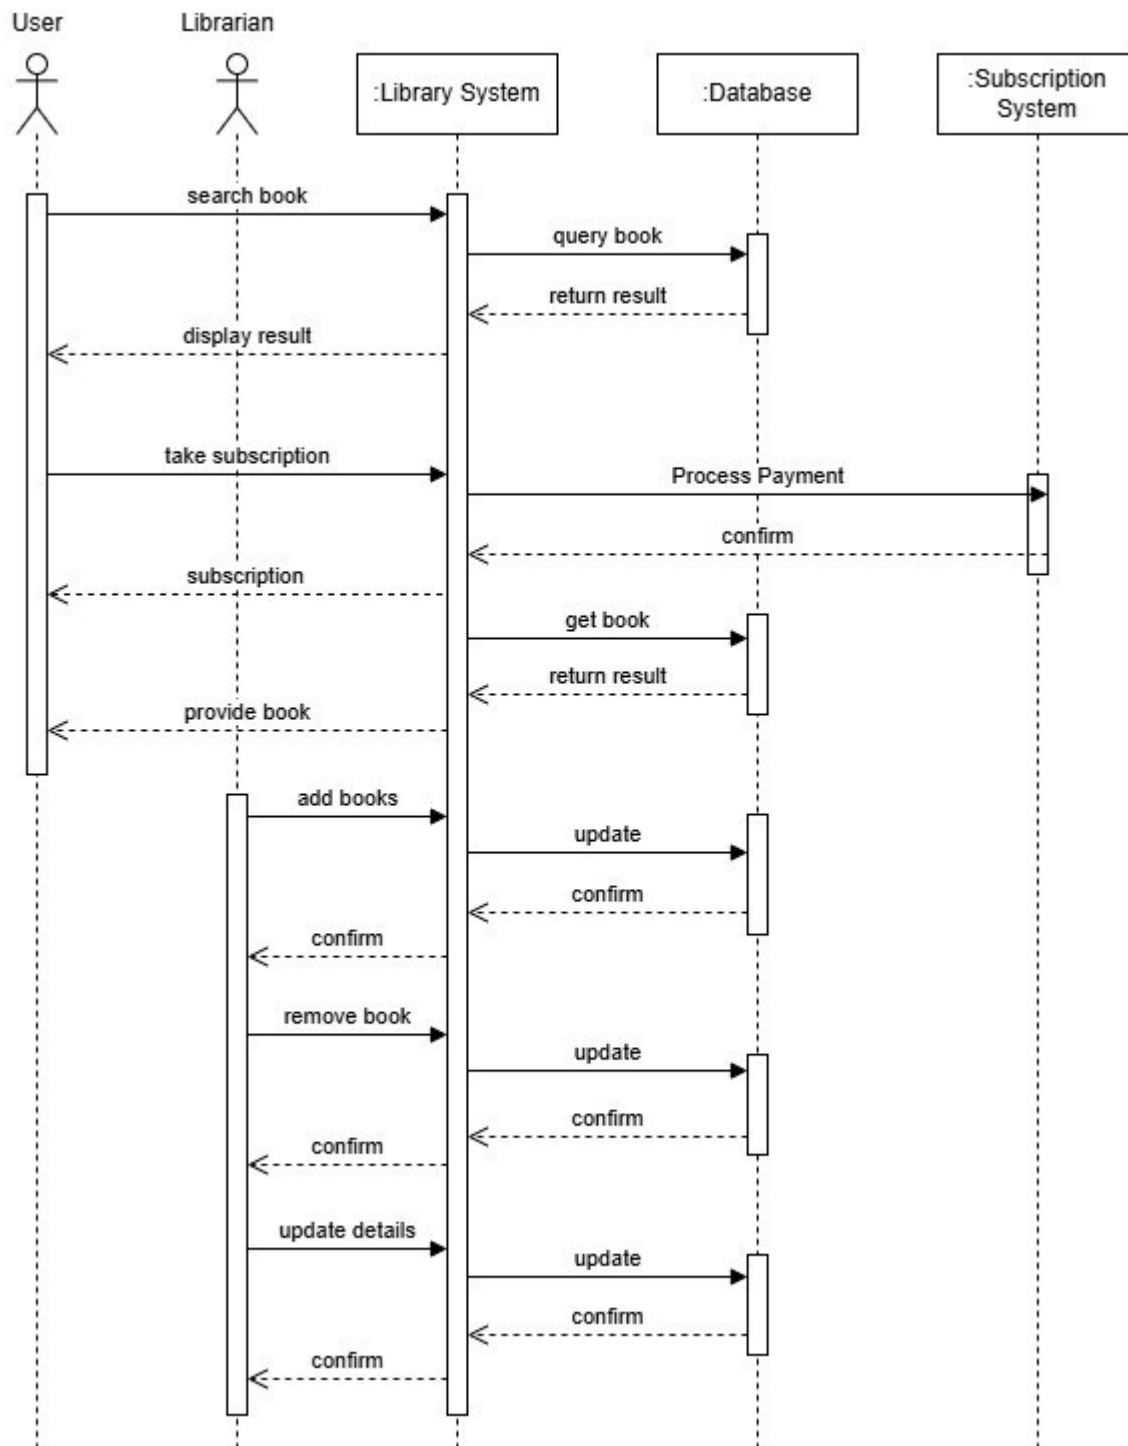 User
Librarian
:Library System
:Database
:Subscription
System
search book
query book
return result
display result
take subscription
Process Payment
confirm
subscription
get book
return result
provide book
add books
update
confirm
confirm
remove book
update
confirm
confirm
update details
update
confirm
confirm